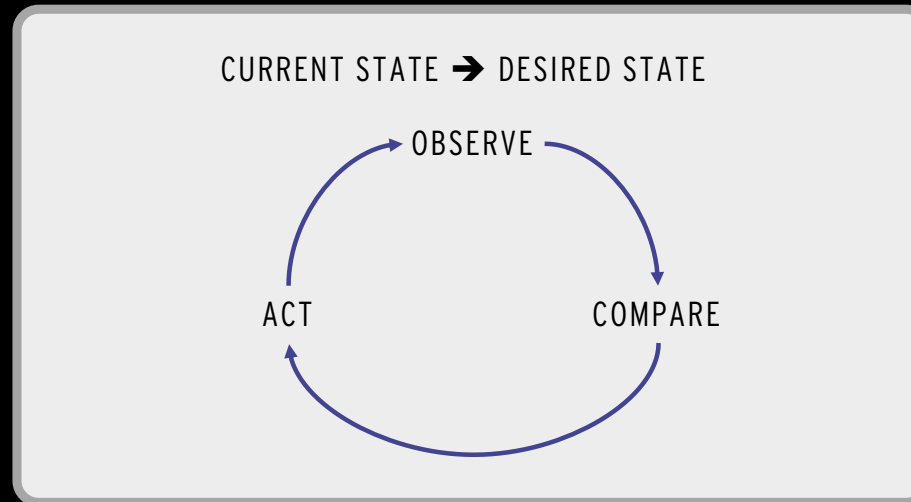 CURRENT STATE ➔ DESIRED STATE
OBSERVE
ACT
COMPARE